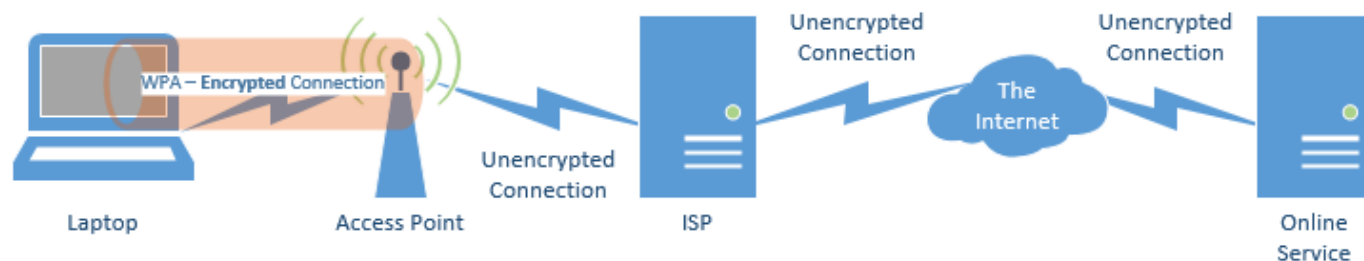 Unencrypted
Connection
Unencrypted
Connection
WPA – Encrypted Connection
The
Internet
Unencrypted
Connection
Laptop
Access Point
ISP
Online
Service